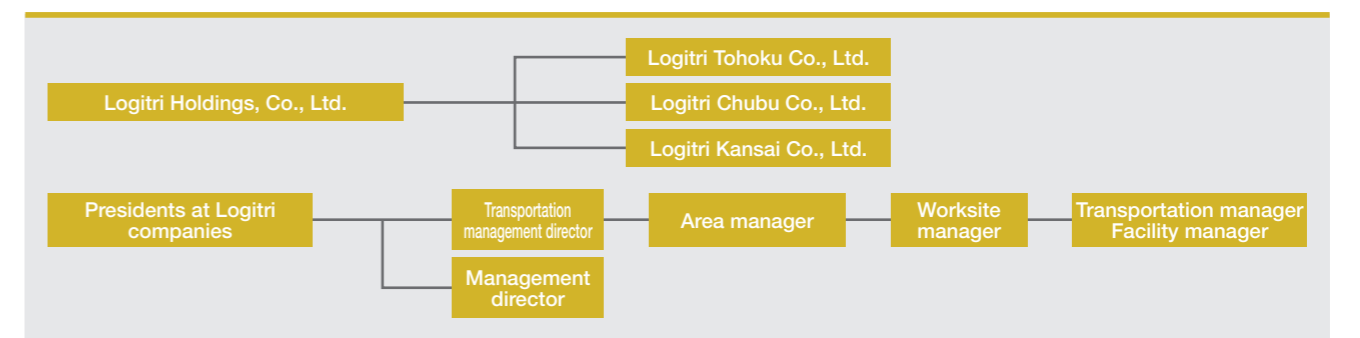 Logitri Tohoku Co., Ltd.
Logitri Holdings, Co., Ltd.
Logitri Chubu Co., Ltd.
Logitri Kansai Co., Ltd.
Presidents at Logitri
companies
Transportation
management director
Area manager
Worksite
manager
Transportation manager
Facility manager
Management
director